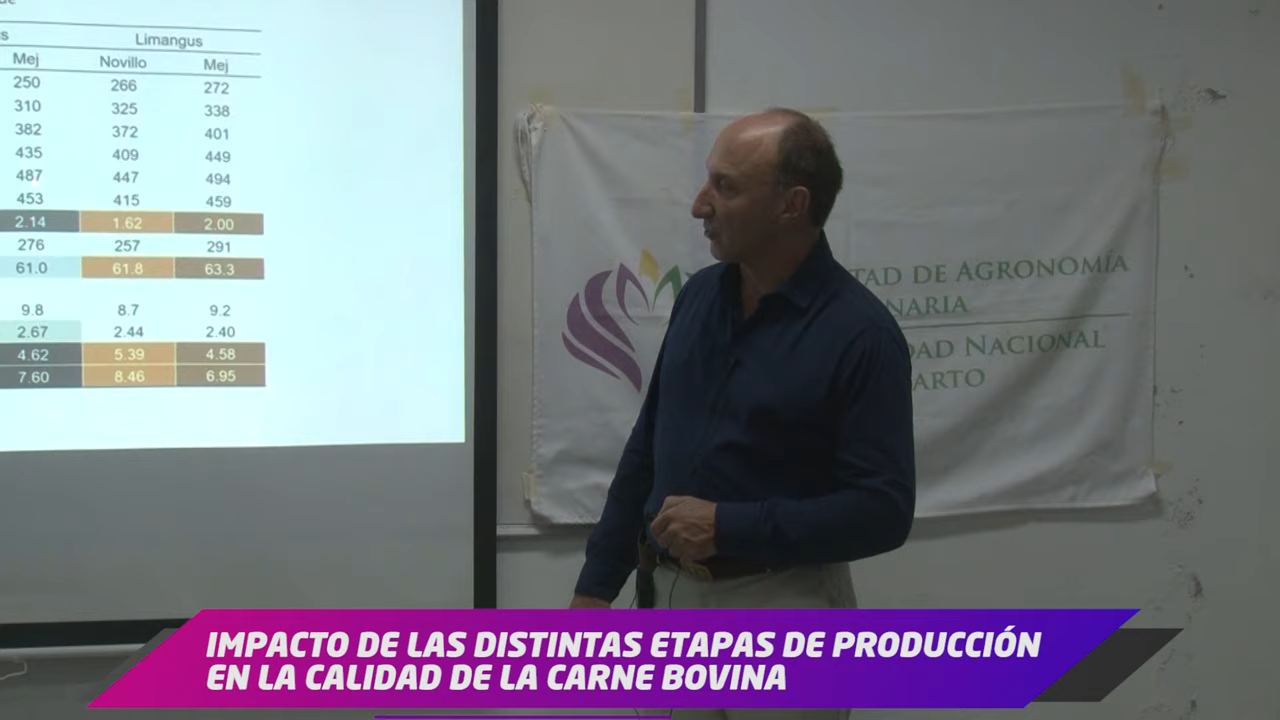 Limangus
Mej Novillo Mej
250 266 272
310 325 338
382 372 401
435 409 449
487 447 494
453 415 459
2.14 1.62 2.00
276 257 291
61.0 61.8 63.3
9.8 8.7 9.2
2.67 2.44 2.40
4.62 5.39 4.58
7.60 8.46 6.95
TAD DE AGRONOMÍA
NARIA
DAD NACIONAL
ARTO
IMPACTO DE LAS DISTINTAS ETAPAS DE PRODUCCIÓN
EN LA CALIDAD DE LA CARNE BOVINA